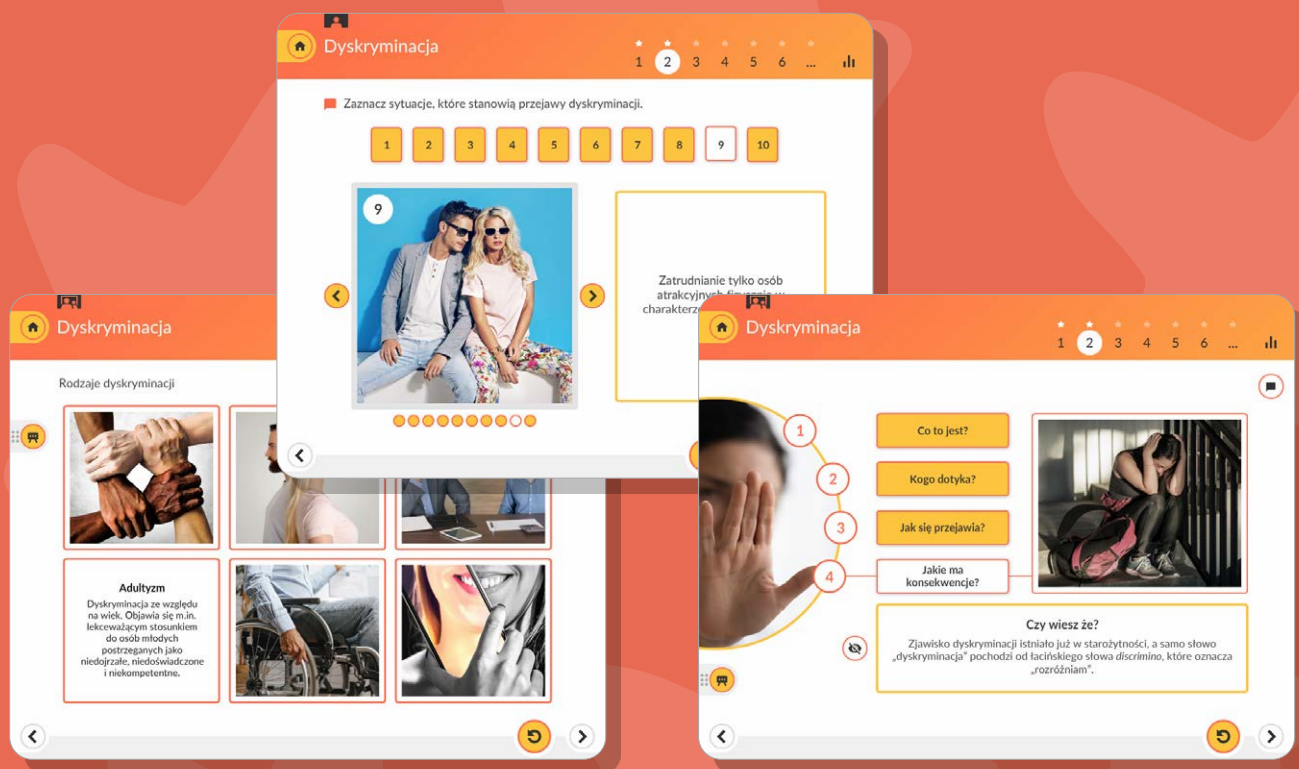 Dyskryminacja
1 2 3 4 5 6 ...
Zaznacz sytuacje, które stanowią przejawy dyskryminacji.
1 2 3 4 5 6 7 8 9 10
9
Zatrudnianie tylko osób
atrakcyjnych fizycznie w
charakterze
Dyskryminacja
Rodzaje dyskryminacji
Adultyzm
Dyskryminacja ze względu
na wiek. Objawia się m.in.
lekceważącym stosunkiem
do osób młodych
postrzeganych jako
niedojrzałe, niedoświadczone
i niekompetentne.
Dyskryminacja
1 2 3 4 5 6 ...
1
2
3
4
Co to jest?
Kogo dotyka?
Jak się przejawia?
Jakie ma
konsekwencje?
Czy wiesz że?
Zjawisko dyskryminacji istniało już w starożytności, a samo słowo
„dyskryminacja” pochodzi od łacińskiego słowa discrimino, które oznacza
„rozróżniam”.